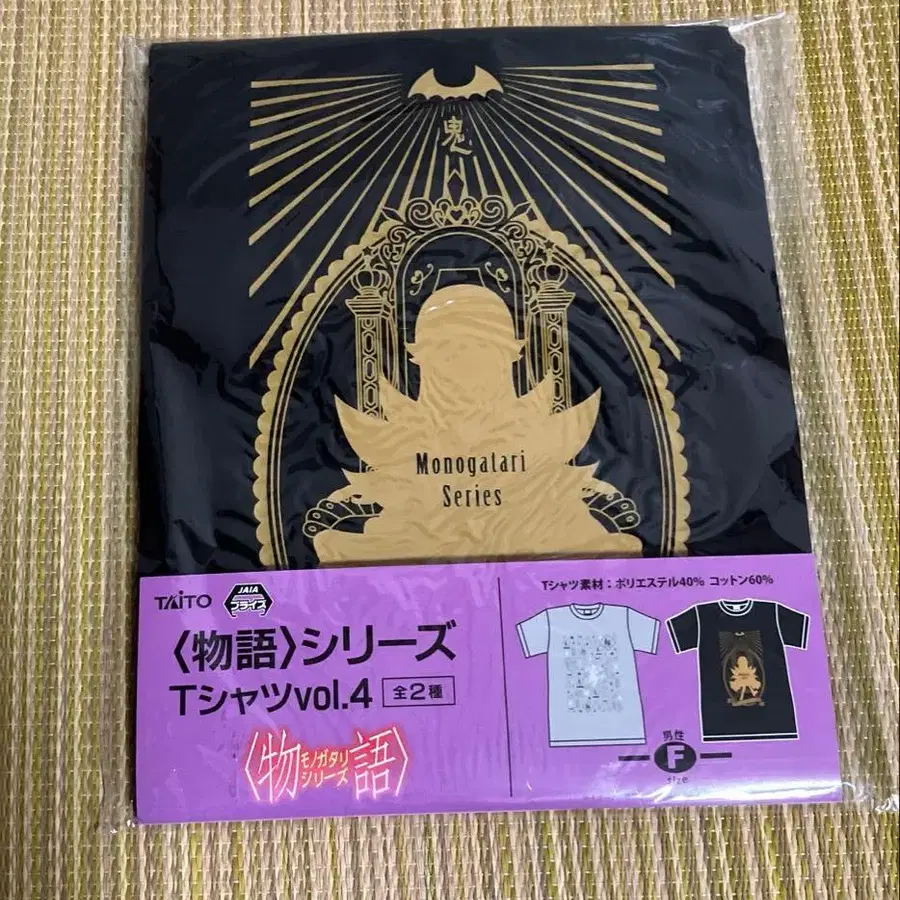 鬼
Monogatari
Series
TAITO
JAIA
プライズ
〈物語〉シリーズ
Tシャツvol.4 全2種
〈物語〉
モノガタリ
シリーズ
Tシャツ素材：ポリエステル40% コットン60%
男性
F
size